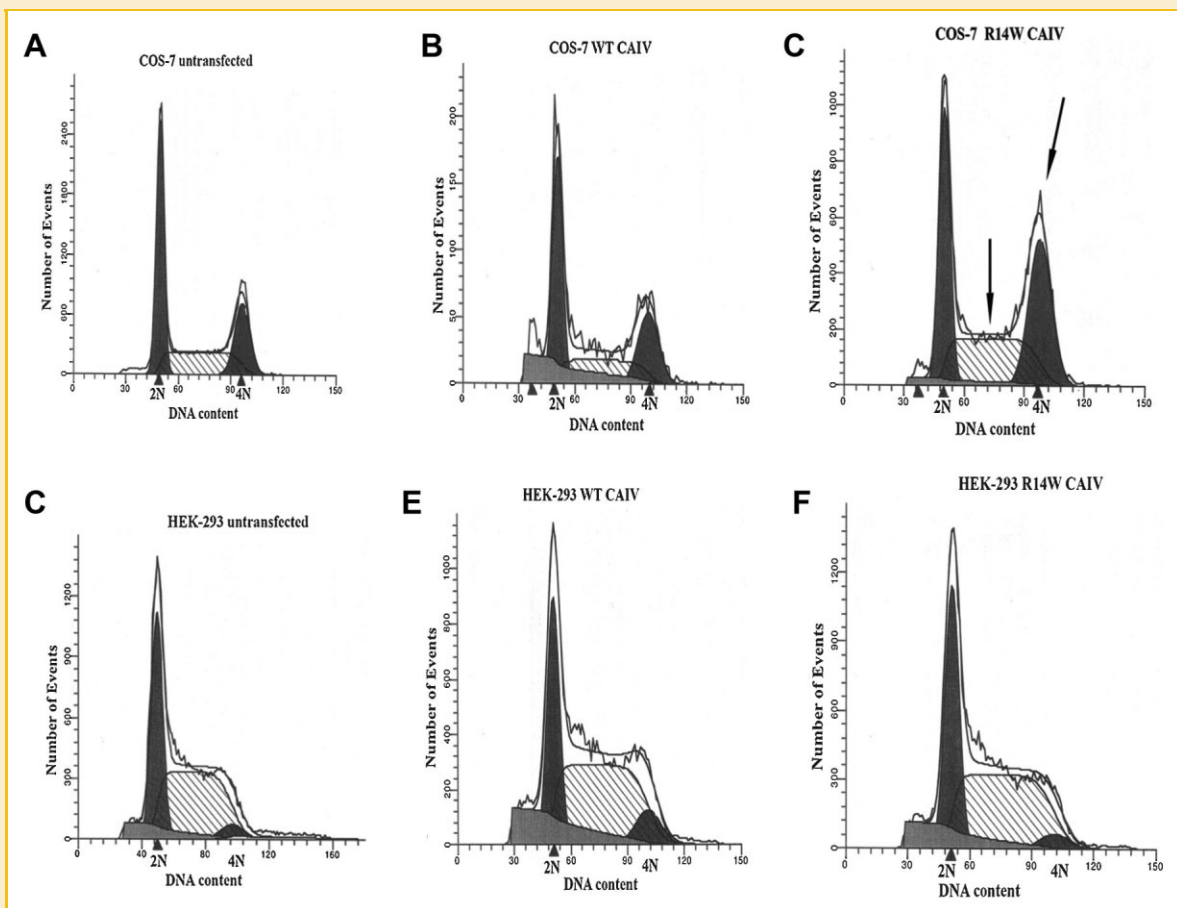 A
COS-7 untransfected
Number of Events
0 600 1200 1800 2400
0 30 60 90 120 150
2N 4N
DNA content
B
COS-7 WT CAIV
Number of Events
0 50 100 150 200
0 30 60 90 120 150
2N 4N
DNA content
C
COS-7 R14W CAIV
Number of Events
0 200 400 600 800 1000
0 30 60 90 120 150
2N 4N
DNA content
C
HEK-293 untransfected
Number of Events
0 300 600 900 1200
0 40 80 120 160
2N 4N
DNA content
E
HEK-293 WT CAIV
Number of Events
0 200 400 600 800 1000
0 30 60 90 120 150
2N 4N
DNA content
F
HEK-293 R14W CAIV
Number of Events
0 300 600 900 1200
0 30 60 90 120 150
2N 4N
DNA content